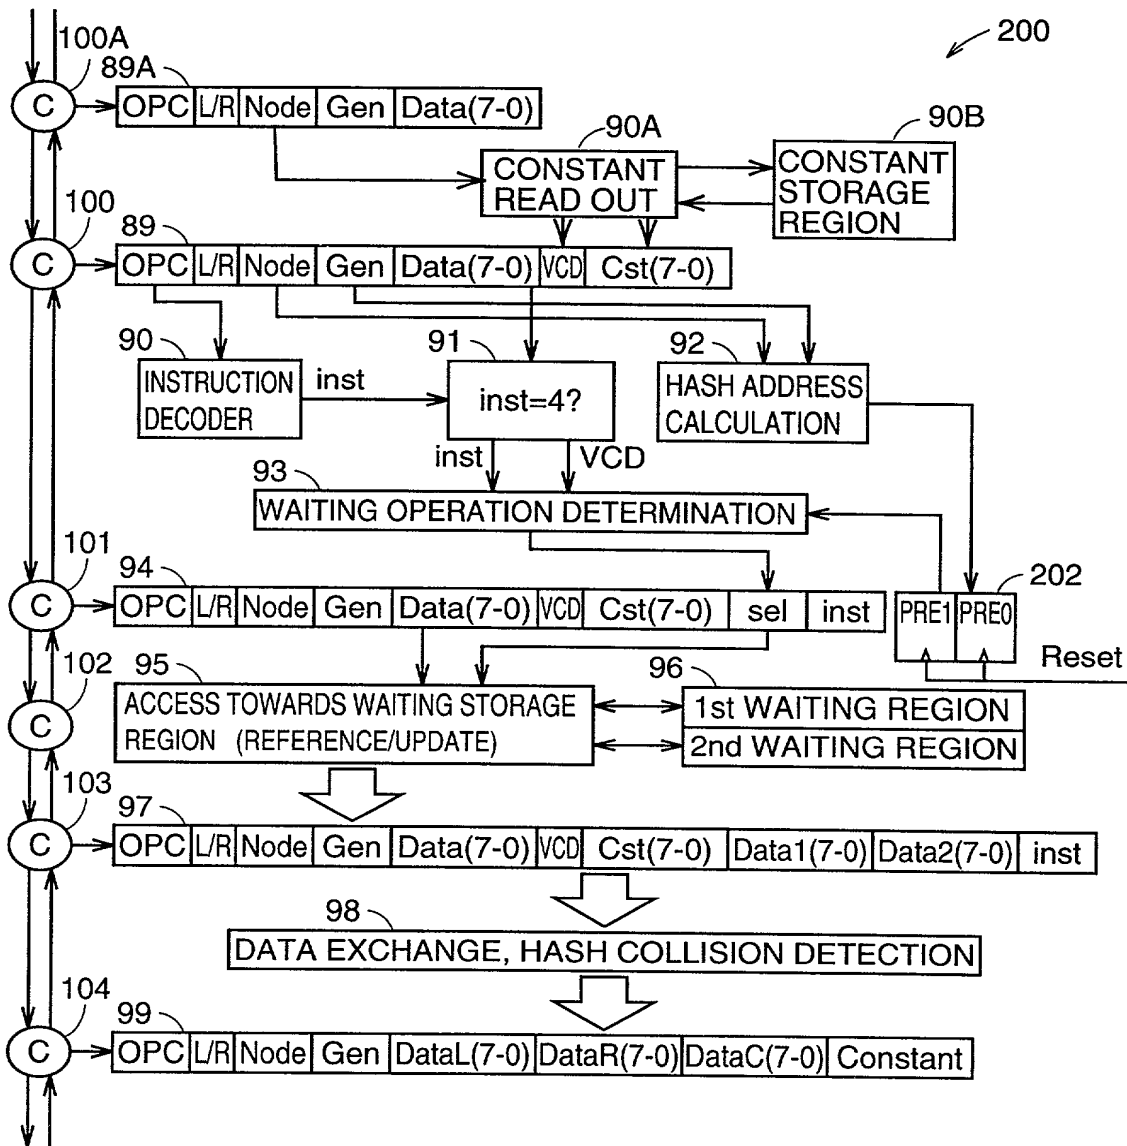 200
100A
89A
C
OPC L/R Node Gen Data(7-0)
90A
90B
CONSTANT
READ OUT
CONSTANT
STORAGE
REGION
100
89
C
OPC L/R Node Gen Data(7-0) VCD Cst(7-0)
90
INSTRUCTION
DECODER
inst
91
inst=4?
92
HASH ADDRESS
CALCULATION
inst
VCD
93
WAITING OPERATION DETERMINATION
101
94
C
OPC L/R Node Gen Data(7-0) VCD Cst(7-0) sel inst
202
PRE1 PRE0
Reset
102
C
95
ACCESS TOWARDS WAITING STORAGE
REGION (REFERENCE/UPDATE)
96
1st WAITING REGION
2nd WAITING REGION
103
97
C
OPC L/R Node Gen Data(7-0) VCD Cst(7-0) Data1(7-0) Data2(7-0) inst
98
DATA EXCHANGE, HASH COLLISION DETECTION
104
99
C
OPC L/R Node Gen DataL(7-0) DataR(7-0) DataC(7-0) Constant